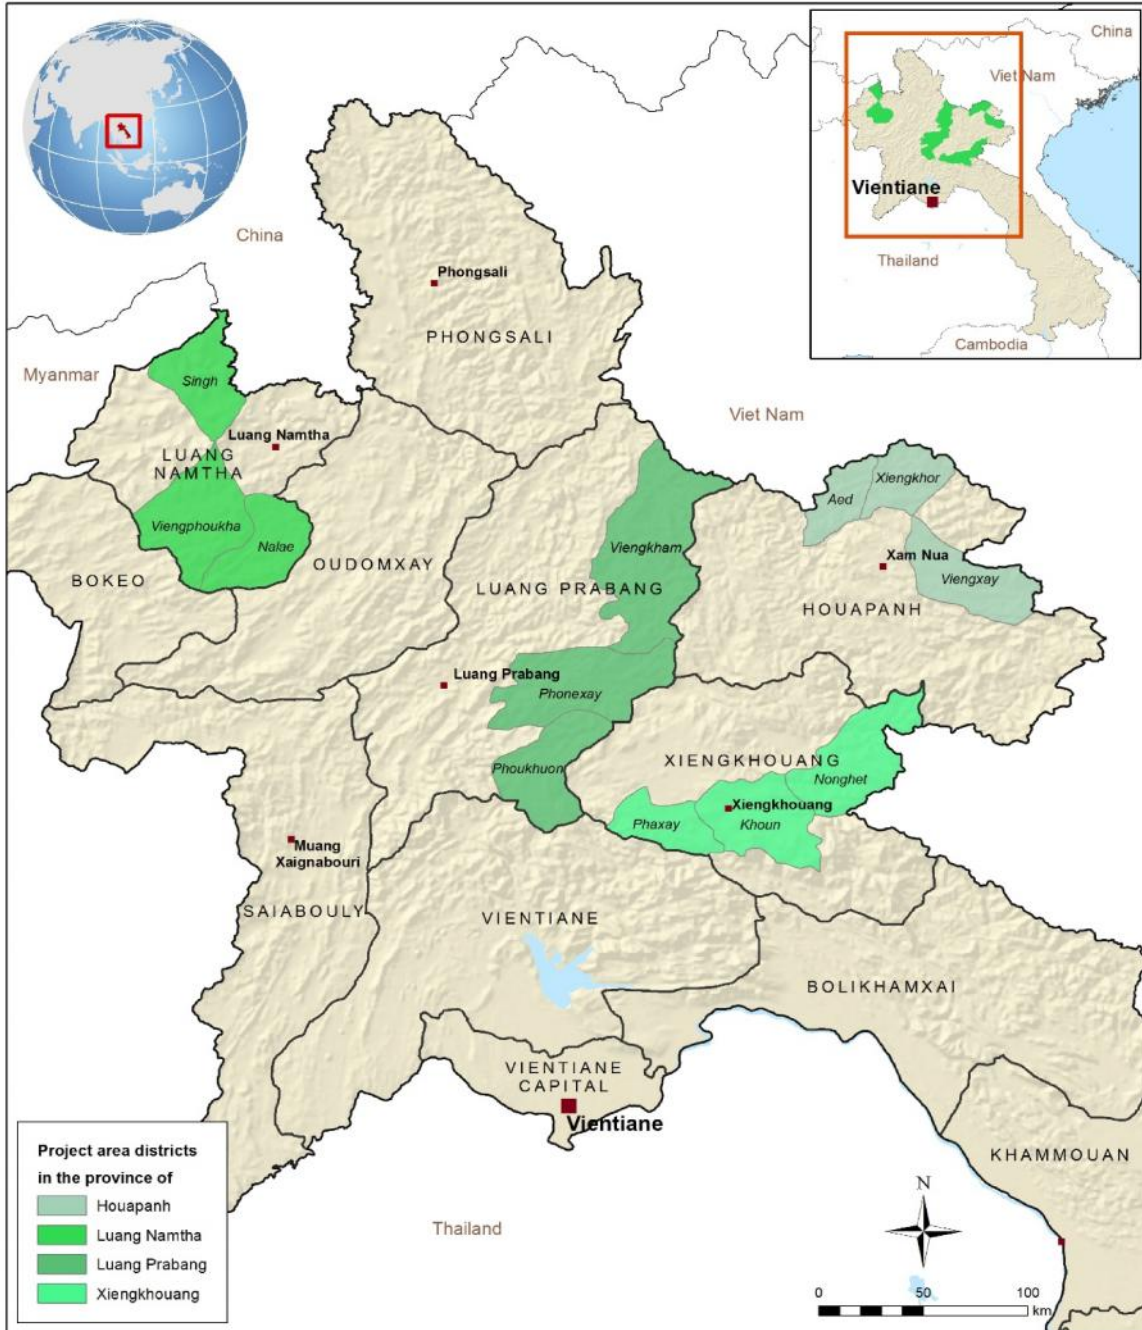 China
Viet Nam
Vientiane
Thailand
Cambodia
China
Phongsali
PHONGSALI
Myanmar
Singh
Viet Nam
Luang Namtha
LUANG
NAMTHA
Xiengkhor
Aed
Viengphoukha
Nalae
Viengkham
Xam Nua
Viengxay
BOKEO
OUDOMXAY
LUANG PRABANG
HOUAPANH
Luang Prabang
Phonexay
XIENGKHOUANG
Phoukhuon
Nonghet
Xiengkhouang
Phaxay
Khoun
Muang
Xaignabouri
SAIABOULY
VIENTIANE
BOLIKHAMXAI
VIENTIANE
CAPITAL
Vientiane
KHAMMOUAN
Thailand
Project area districts
in the province of
Houapanh
Luang Namtha
Luang Prabang
Xiengkhouang
N
0 50 100
km